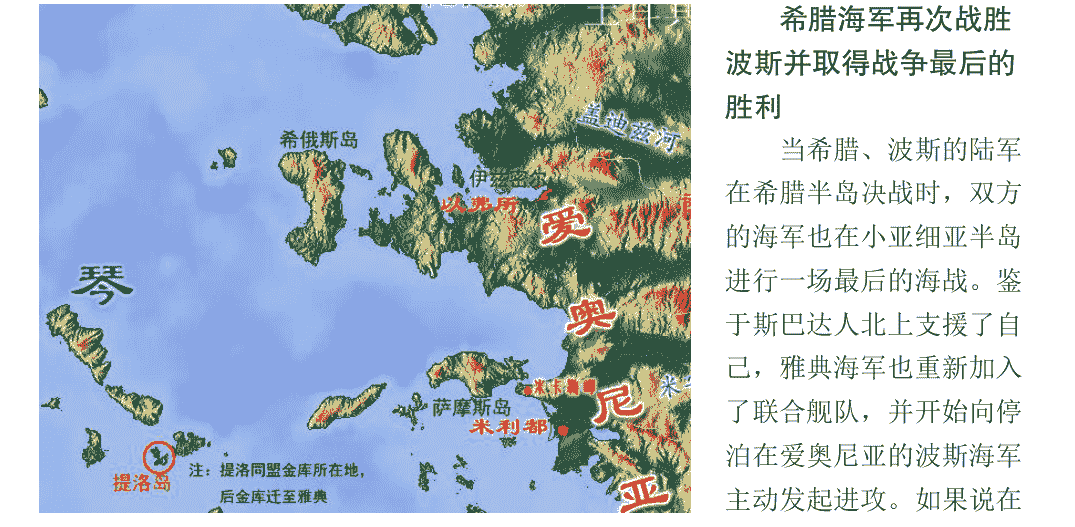 希俄斯岛
盖迪兹河
以弗所
爱
琴
奥
萨摩斯岛
米利都
尼
提洛岛
注：提洛同盟金库所在地，
后金库迁至雅典
亚
希腊海军再次战胜
波斯并取得战争最后的
胜利
当希腊、波斯的陆军
在希腊半岛决战时，双方
的海军也在小亚细亚半岛
进行一场最后的海战。鉴
于斯巴达人北上支援了自
己，雅典海军也重新加入
了联合舰队，并开始向停
泊在爱奥尼亚的波斯海军
主动发起进攻。如果说在